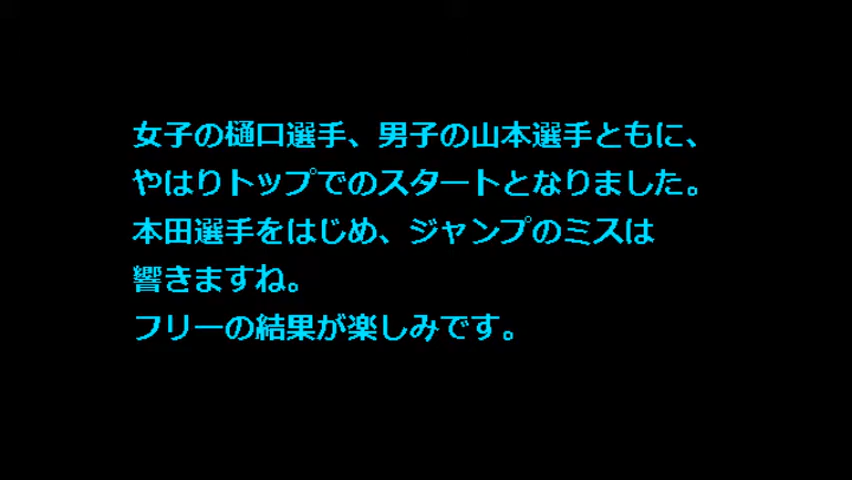 女子の樋口選手、男子の山本選手ともに、
やはりトップでのスタートとなりました。
本田選手をはじめ、ジャンプのミスは
響きますね。
フリーの結果が楽しみです。